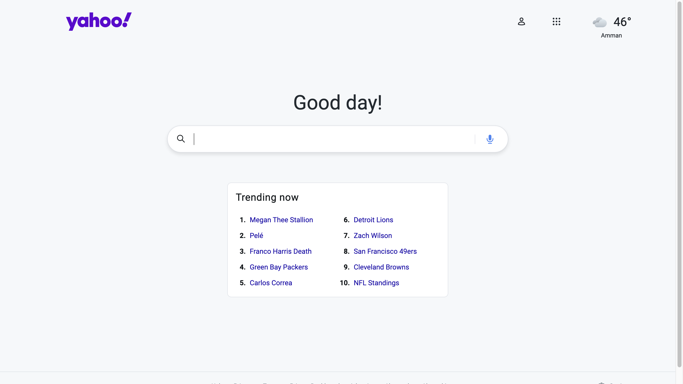 yahoo!
46°
Amman
Good day!
Trending now
1. Megan Thee Stallion
2. Pelé
3. Franco Harris Death
4. Green Bay Packers
5. Carlos Correa
6. Detroit Lions
7. Zach Wilson
8. San Francisco 49ers
9. Cleveland Browns
10. NFL Standings